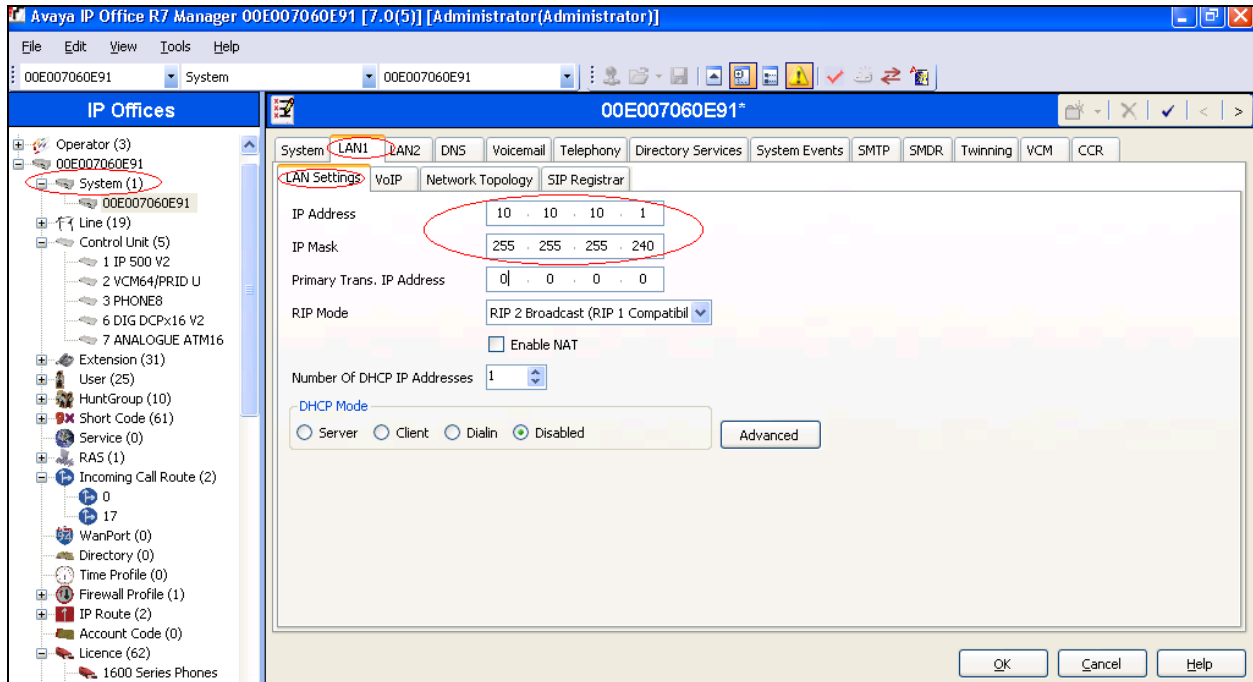 Avaya IP Office R7 Manager 00E007060E91 [7.0(5)] [Administrator(Administrator)]
File Edit View Tools Help
00E007060E91 System 00E007060E91
IP Offices
Operator (3)
00E007060E91
System (1)
00E007060E91
Line (19)
Control Unit (5)
1 IP 500 V2
2 VCM64/PRID U
3 PHONE8
6 DIG DCPx16 V2
7 ANALOGUE ATM16
Extension (31)
User (25)
HuntGroup (10)
Short Code (61)
Service (0)
RAS (1)
Incoming Call Route (2)
0
17
WanPort (0)
Directory (0)
Time Profile (0)
Firewall Profile (1)
IP Route (2)
Account Code (0)
Licence (62)
1600 Series Phones
00E007060E91*
System LAN1 LAN2 DNS Voicemail Telephony Directory Services System Events SMTP SMDR Twinning VCM CCR
LAN Settings VoIP Network Topology SIP Registrar
IP Address 10 . 10 . 10 . 1
IP Mask 255 . 255 . 255 . 240
Primary Trans. IP Address 0 . 0 . 0 . 0
RIP Mode RIP 2 Broadcast (RIP 1 Compatibil
Enable NAT
Number Of DHCP IP Addresses 1
DHCP Mode
Server Client Dialin Disabled Advanced
OK Cancel Help